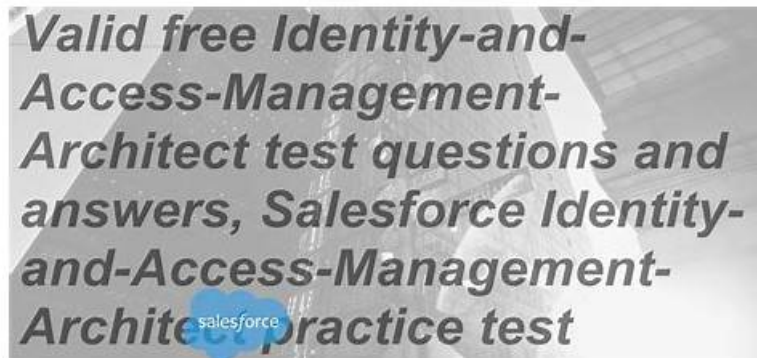 Valid free Identity-and-
Access-Management-
Architect test questions and
answers, Salesforce Identity-
and-Access-Management-
Architect practice test
salesforce